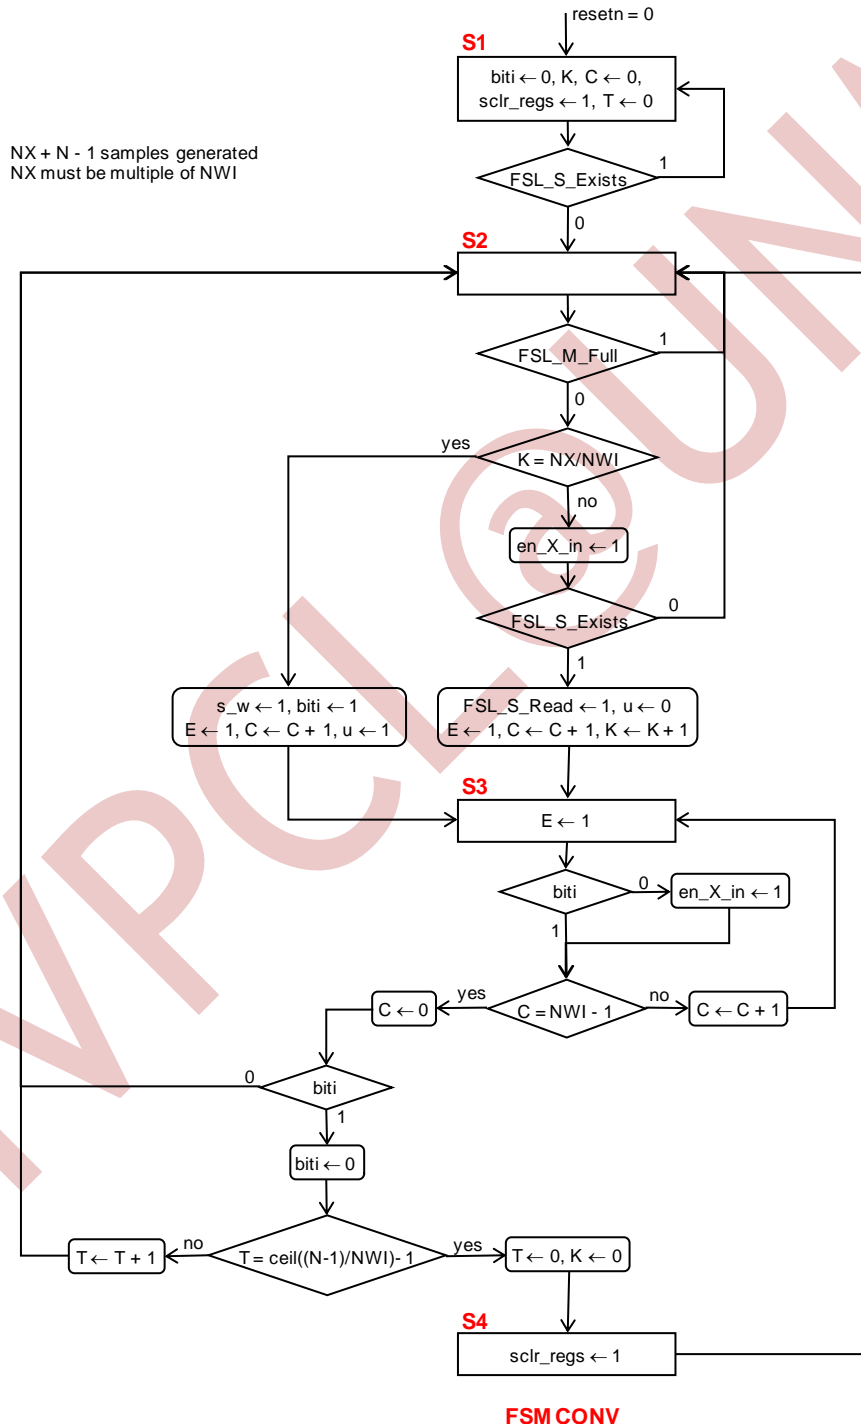 resetn = 0
S1
biti ← 0, K, C ← 0,
sclr_regs ← 1, T ← 0
NX + N - 1 samples generated
NX must be multiple of NWI
1
FSL_S_Exists
0
S2
1
FSL_M_Full
0
yes
K = NX/NWI
no
en_X_in ← 1
0
FSL_S_Exists
1
s_w ← 1, biti ← 1
E ← 1, C ← C + 1, u ← 1
FSL_S_Read ← 1, u ← 0
E ← 1, C ← C + 1, K ← K + 1
S3
E ← 1
biti
0
en_X_in ← 1
1
C ← 0
yes
C = NWI - 1
no
C ← C + 1
0
biti
1
biti ← 0
T ← T + 1
no
T = ceil((N-1)/NWI)- 1
yes
T ← 0, K ← 0
S4
sclr_regs ← 1
FSM CONV